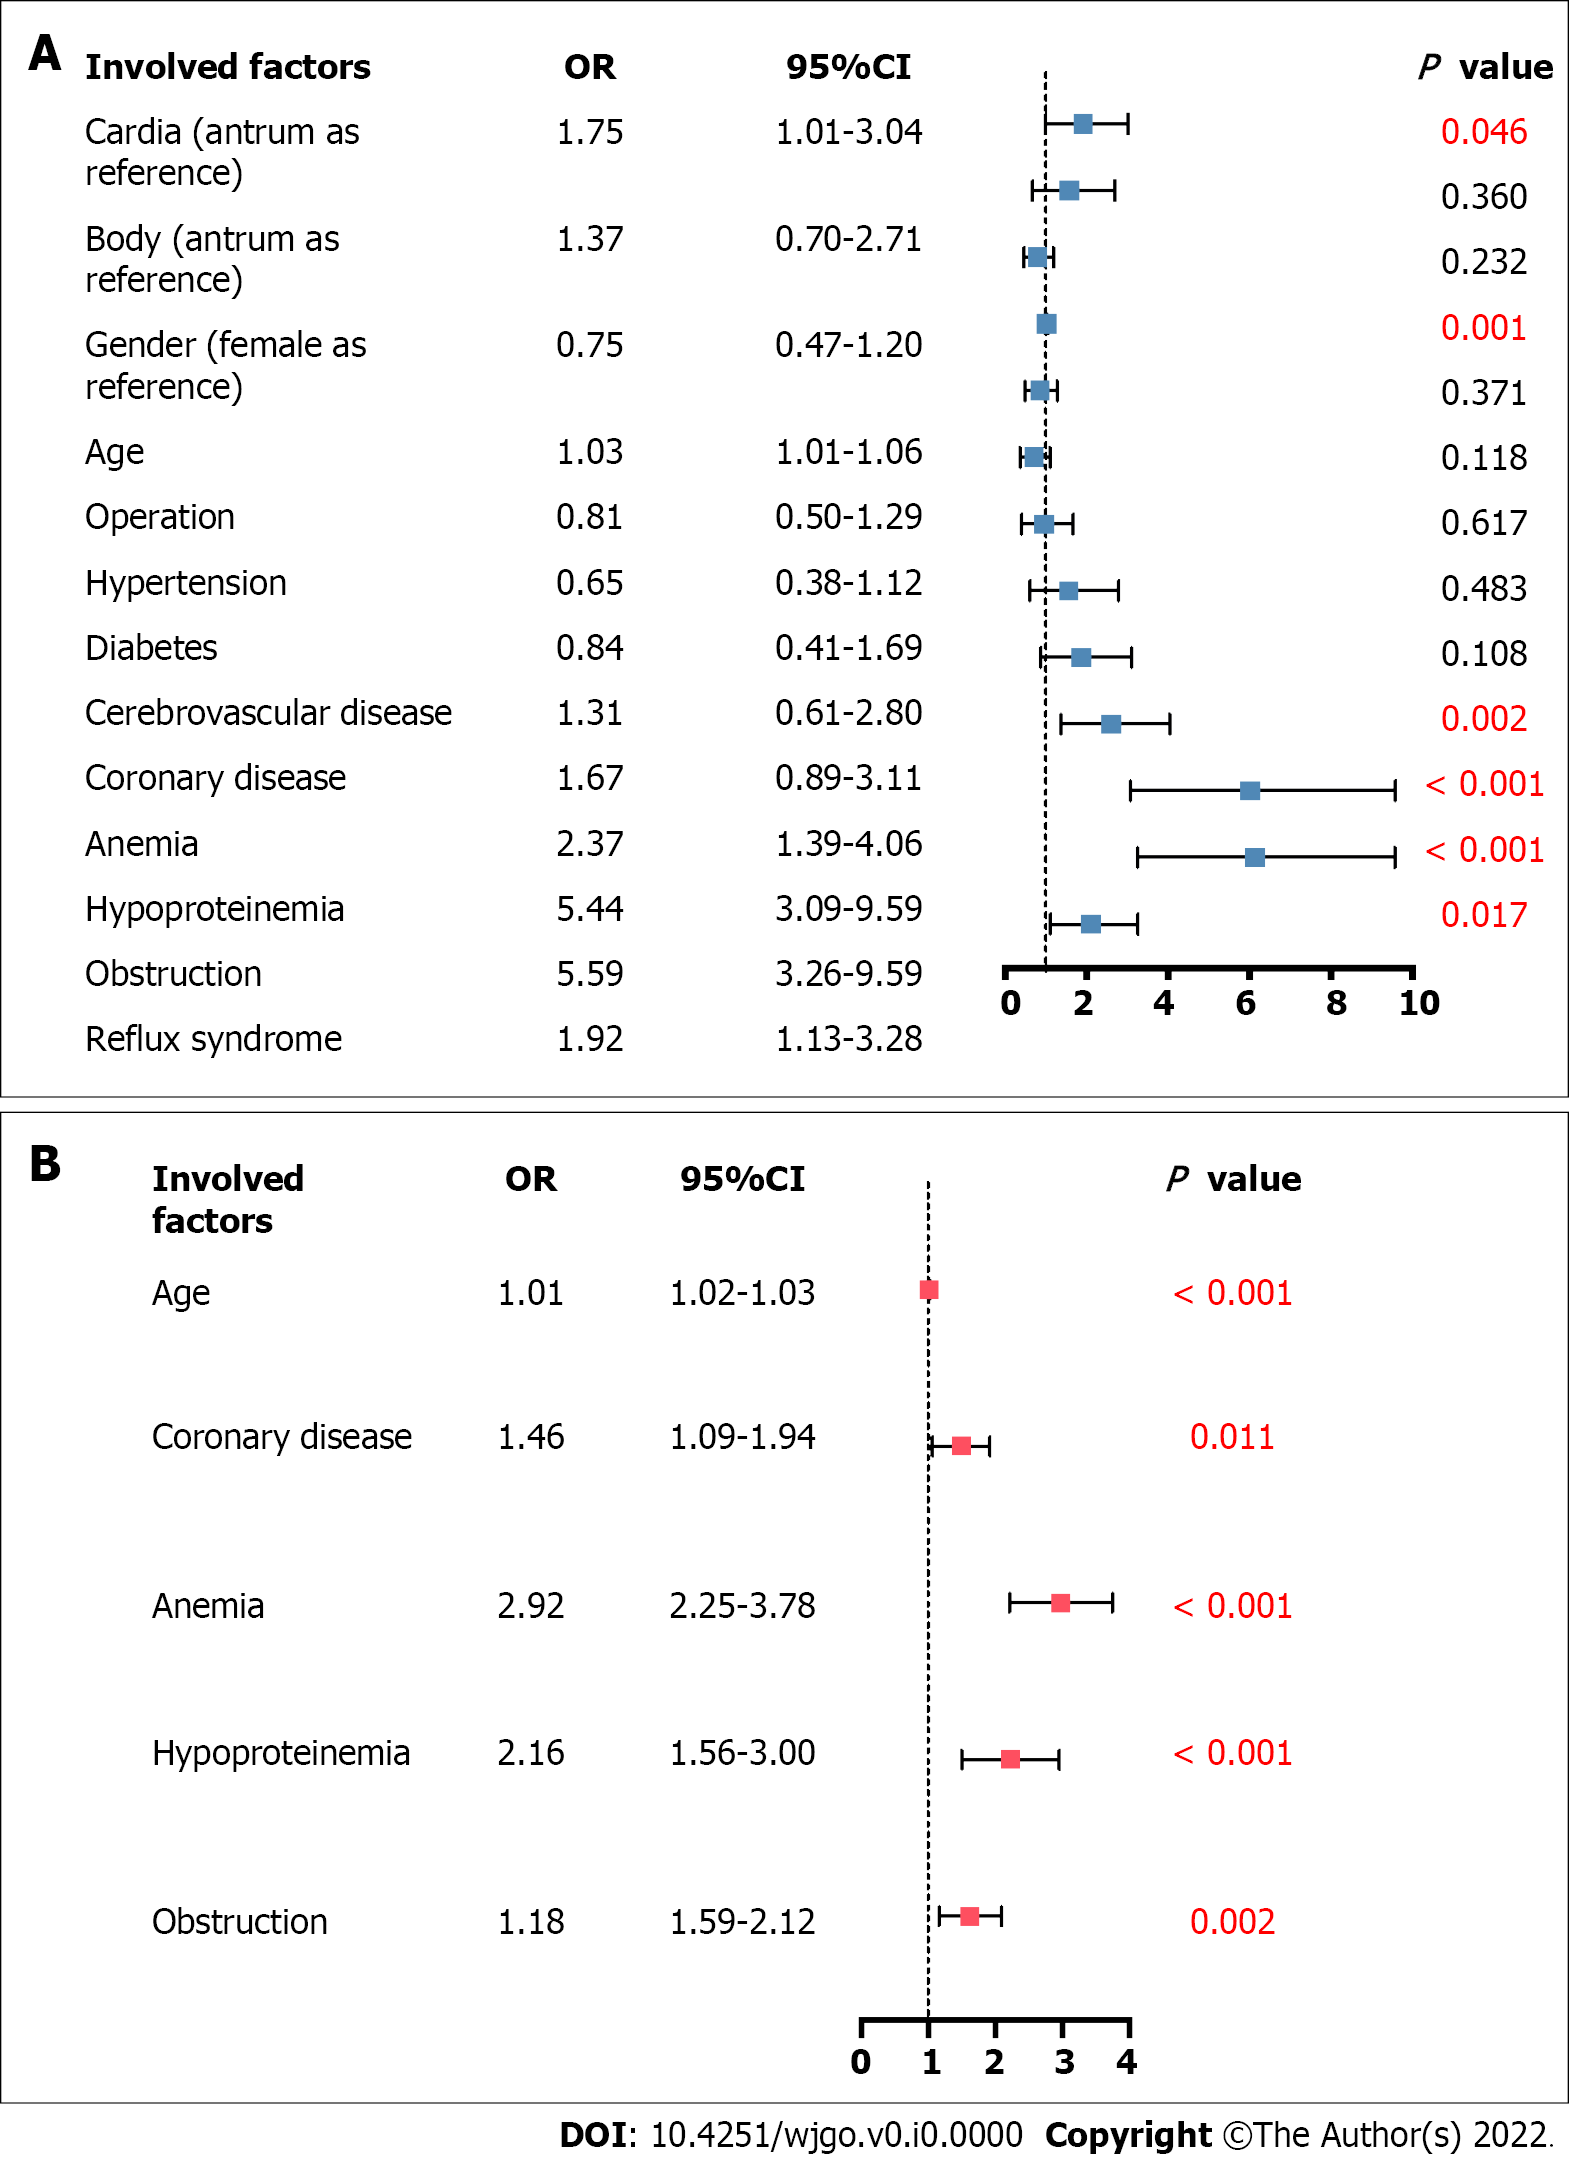 A
Involved factors OR 95%CI P value
Cardia (antrum as 1.75 1.01-3.04 0.046
reference)
0.360
Body (antrum as 1.37 0.70-2.71
reference)
0.232
Gender (female as 0.75 0.47-1.20 0.001
reference)
0.371
Age 1.03 1.01-1.06 0.118
Operation 0.81 0.50-1.29 0.617
Hypertension 0.65 0.38-1.12 0.483
Diabetes 0.84 0.41-1.69 0.108
Cerebrovascular disease 1.31 0.61-2.80 0.002
Coronary disease 1.67 0.89-3.11 < 0.001
Anemia 2.37 1.39-4.06 < 0.001
Hypoproteinemia 5.44 3.09-9.59 0.017
Obstruction 5.59 3.26-9.59
0 2 4 6 8 10
Reflux syndrome 1.92 1.13-3.28
B
Involved OR 95%CI P value
factors
Age 1.01 1.02-1.03 < 0.001
Coronary disease 1.46 1.09-1.94 0.011
Anemia 2.92 2.25-3.78 < 0.001
Hypoproteinemia 2.16 1.56-3.00 < 0.001
Obstruction 1.18 1.59-2.12 0.002
0 1 2 3 4
DOI: 10.4251/wjgo.v0.i0.0000 Copyright ©The Author(s) 2022.